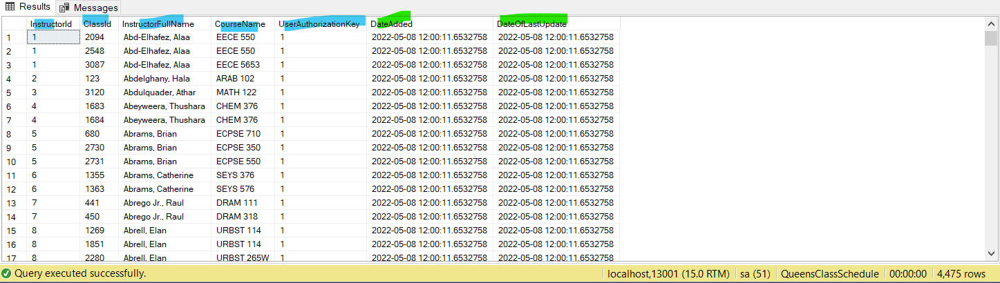 Results Messages
InstructorId ClassId InstructorFullName CourseName UserAuthorizationKey DateAdded DateOfLastUpdate
1 1 2094 Abd-Elhafez, Alaa EECE 550 1 2022-05-08 12:00:11.6532758 2022-05-08 12:00:11.6532758
2 1 2548 Abd-Elhafez, Alaa EECE 550 1 2022-05-08 12:00:11.6532758 2022-05-08 12:00:11.6532758
3 1 3087 Abd-Elhafez, Alaa EECE 5653 1 2022-05-08 12:00:11.6532758 2022-05-08 12:00:11.6532758
4 2 123 Abdelghany, Hala ARAB 102 1 2022-05-08 12:00:11.6532758 2022-05-08 12:00:11.6532758
5 3 3120 Abdulquader, Athar MATH 122 1 2022-05-08 12:00:11.6532758 2022-05-08 12:00:11.6532758
6 4 1683 Abeyweera, Thushara CHEM 376 1 2022-05-08 12:00:11.6532758 2022-05-08 12:00:11.6532758
7 4 1684 Abeyweera, Thushara CHEM 376 1 2022-05-08 12:00:11.6532758 2022-05-08 12:00:11.6532758
8 5 680 Abrams, Brian ECPSE 710 1 2022-05-08 12:00:11.6532758 2022-05-08 12:00:11.6532758
9 5 2730 Abrams, Brian ECPSE 350 1 2022-05-08 12:00:11.6532758 2022-05-08 12:00:11.6532758
10 5 2731 Abrams, Brian ECPSE 550 1 2022-05-08 12:00:11.6532758 2022-05-08 12:00:11.6532758
11 6 1355 Abrams, Catherine SEYS 376 1 2022-05-08 12:00:11.6532758 2022-05-08 12:00:11.6532758
12 6 1363 Abrams, Catherine SEYS 576 1 2022-05-08 12:00:11.6532758 2022-05-08 12:00:11.6532758
13 7 441 Abrego Jr., Raul DRAM 111 1 2022-05-08 12:00:11.6532758 2022-05-08 12:00:11.6532758
14 7 450 Abrego Jr., Raul DRAM 318 1 2022-05-08 12:00:11.6532758 2022-05-08 12:00:11.6532758
15 8 1269 Abrell, Elan URBST 114 1 2022-05-08 12:00:11.6532758 2022-05-08 12:00:11.6532758
16 8 1851 Abrell, Elan URBST 114 1 2022-05-08 12:00:11.6532758 2022-05-08 12:00:11.6532758
17 8 2280 Abrell, Elan URBST 265W 1 2022-05-08 12:00:11.6532758 2022-05-08 12:00:11.6532758
Query executed successfully. localhost,13001 (15.0 RTM) sa (51) QueensClassSchedule 00:00:00 4,475 rows